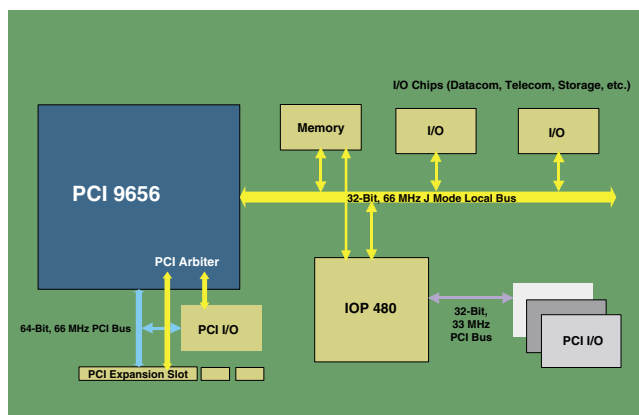 I/O Chips (Datacom, Telecom, Storage, etc.)
Memory
I/O
I/O
PCI 9656
32-Bit, 66 MHz J Mode Local Bus
PCI Arbiter
IOP 480
64-Bit, 66 MHz PCI Bus
PCI I/O
32-Bit,
33 MHz
PCI Bus
PCI I/O
PCI Expansion Slot